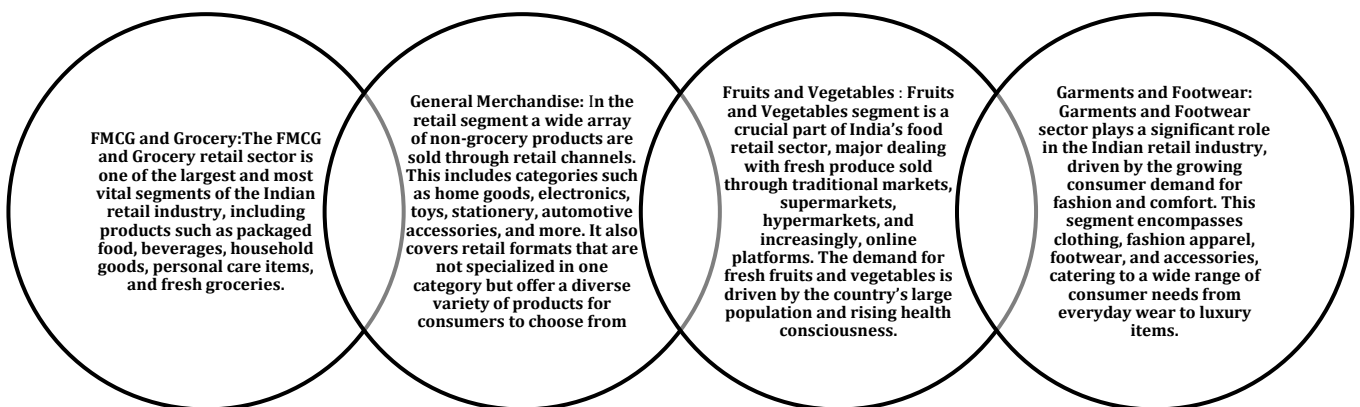 FMCG and Grocery:The FMCG
and Grocery retail sector is
one of the largest and most
vital segments of the Indian
retail industry, including
products such as packaged
food, beverages, household
goods, personal care items,
and fresh groceries.
General Merchandise: In the
retail segment a wide array
of non-grocery products are
sold through retail channels.
This includes categories such
as home goods, electronics,
toys, stationery, automotive
accessories, and more. It also
covers retail formats that are
not specialized in one
category but offer a diverse
variety of products for
consumers to choose from
Fruits and Vegetables : Fruits
and Vegetables segment is a
crucial part of India’s food
retail sector, major dealing
with fresh produce sold
through traditional markets,
supermarkets,
hypermarkets, and
increasingly, online
platforms. The demand for
fresh fruits and vegetables is
driven by the country’s large
population and rising health
consciousness.
Garments and Footwear:
Garments and Footwear
sector plays a significant role
in the Indian retail industry,
driven by the growing
consumer demand for
fashion and comfort. This
segment encompasses
clothing, fashion apparel,
footwear, and accessories,
catering to a wide range of
consumer needs from
everyday wear to luxury
items.